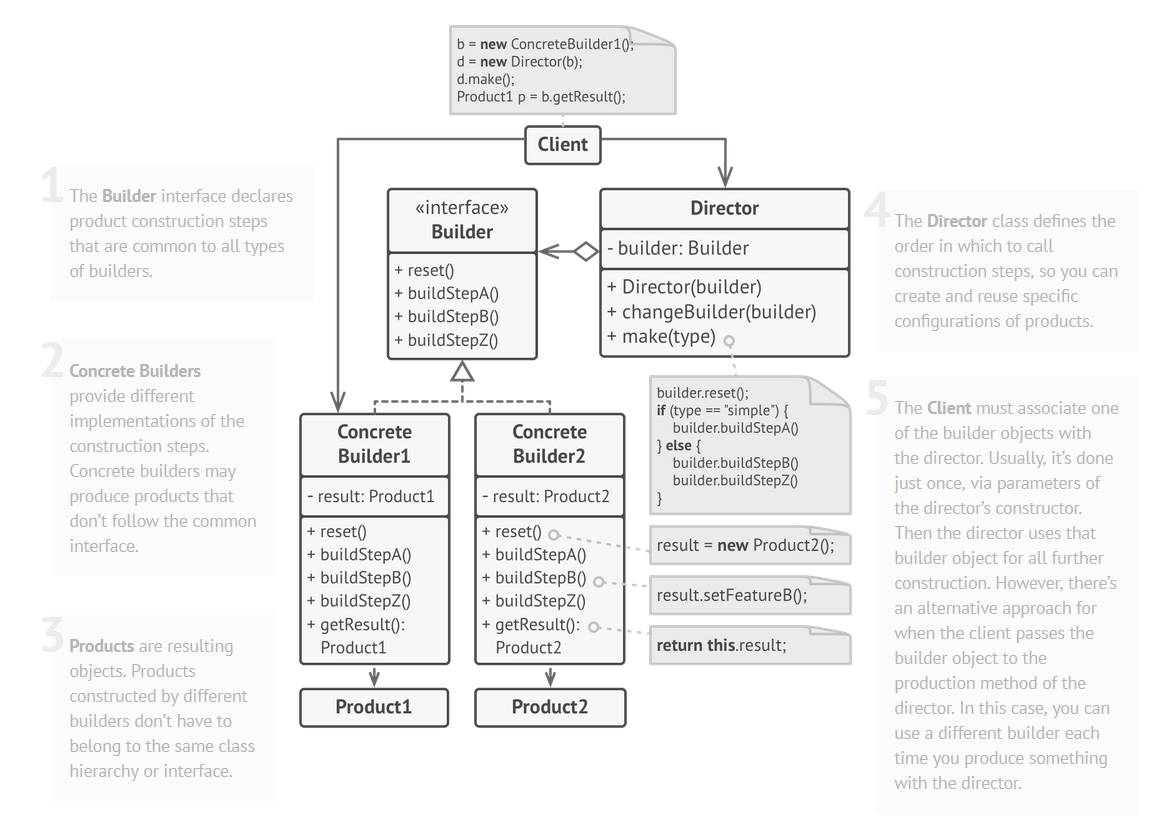 b = new ConcreteBuilder1();
d = new Director(b);
d.make();
Product1 p = b.getResult();
Client
1
The Builder interface declares
product construction steps
that are common to all types
of builders.
2
Concrete Builders
provide different
implementations of the
construction steps.
Concrete builders may
produce products that
don’t follow the common
interface.
3
Products are resulting
objects. Products
constructed by different
builders don’t have to
belong to the same class
hierarchy or interface.
«interface»
Builder
+ reset()
+ buildStepA()
+ buildStepB()
+ buildStepZ()
Director
- builder: Builder
+ Director(builder)
+ changeBuilder(builder)
+ make(type)
builder.reset();
if (type == "simple") {
builder.buildStepA()
} else {
builder.buildStepB()
builder.buildStepZ()
}
Concrete
Builder1
- result: Product1
+ reset()
+ buildStepA()
+ buildStepB()
+ buildStepZ()
+ getResult():
Product1
Product1
Concrete
Builder2
- result: Product2
+ reset()
+ buildStepA()
+ buildStepB()
+ buildStepZ()
+ getResult():
Product2
Product2
result = new Product2();
result.setFeatureB();
return this.result;
4
The Director class defines the
order in which to call
construction steps, so you can
create and reuse specific
configurations of products.
5
The Client must associate one
of the builder objects with
the director. Usually, it’s done
just once, via parameters of
the director’s constructor.
Then the director uses that
builder object for all further
construction. However, there’s
an alternative approach for
when the client passes the
builder object to the
production method of the
director. In this case, you can
use a different builder each
time you produce something
with the director.